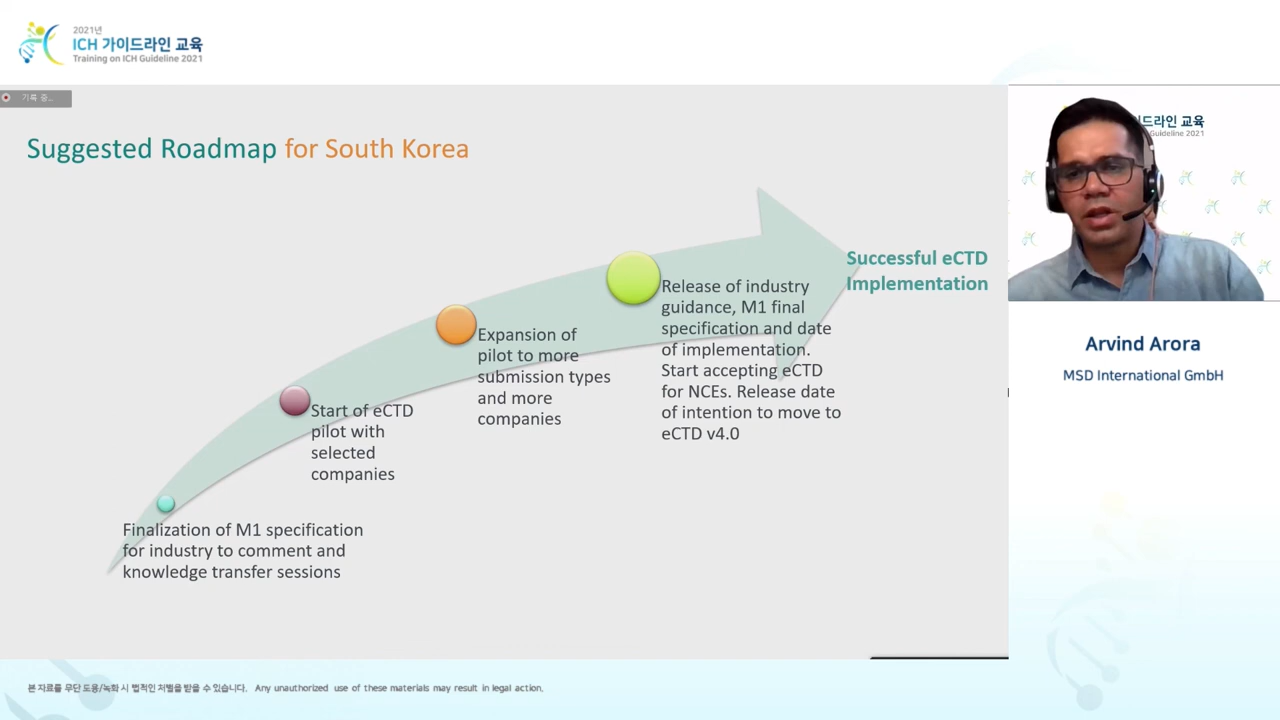 2021년
ICH 가이드라인 교육
Training on ICH Guideline 2021
기록 중...
Suggested Roadmap for South Korea
Successful eCTD
Implementation
Release of industry
guidance, M1 final
specification and date
of implementation.
Start accepting eCTD
for NCEs. Release date
of intention to move to
eCTD v4.0
Expansion of
pilot to more
submission types
and more
companies
Start of eCTD
pilot with
selected
companies
Finalization of M1 specification
for industry to comment and
knowledge transfer sessions
드라인 교육
Guideline 2021
Arvind Arora
MSD International GmbH
본 자료를 무단 도용/녹화 시 법적인 처벌을 받을 수 있습니다. Any unauthorized use of these materials may result in legal action.